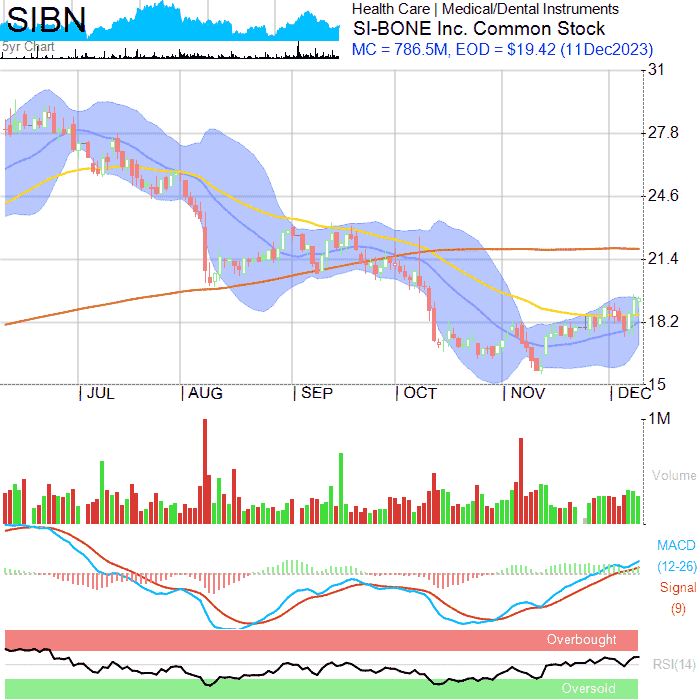 SIBN
5yr Chart
Health Care | Medical/Dental Instruments
SI-BONE Inc. Common Stock
MC = 786.5M, EOD = $19.42 (11Dec2023)
31
27.8
24.6
21.4
18.2
15
JUL
AUG
SEP
OCT
NOV
DEC
1M
Volume
MACD
(12-26)
Signal
(9)
Overbought
RSI(14)
Oversold